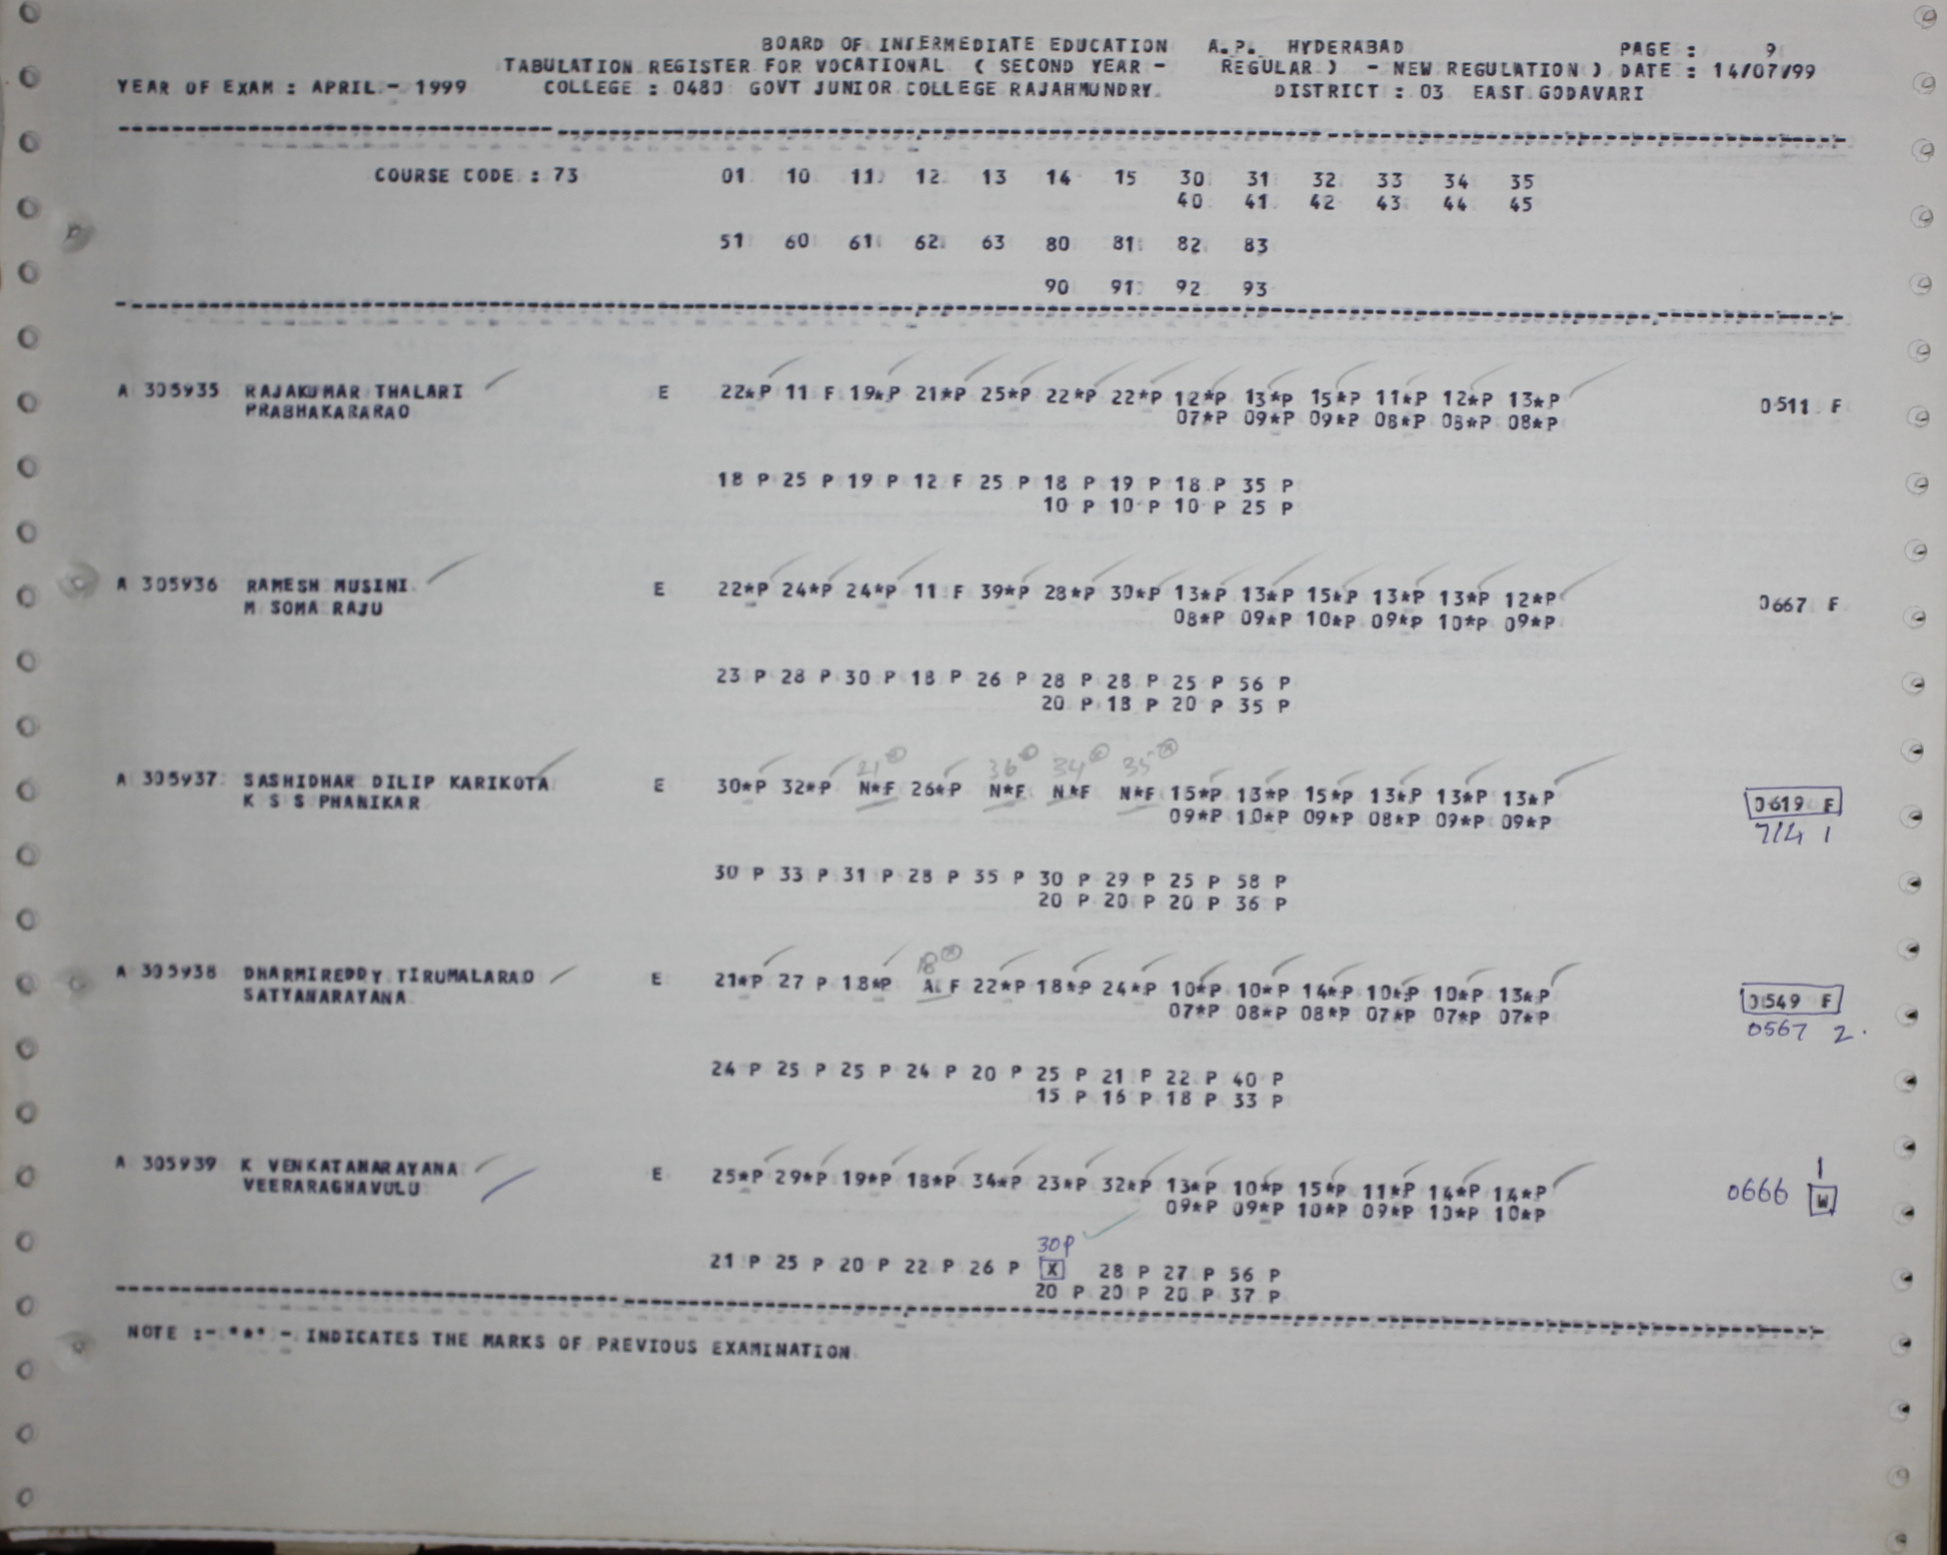 BOARD OF INTERMEDIATE EDUCATION A.P. HYDERABAD PAGE : 9
TABULATION REGISTER FOR VOCATIONAL ( SECOND YEAR - REGULAR ) - NEW REGULATION ) DATE : 14/07/99
YEAR OF EXAM : APRIL - 1999 COLLEGE : 0480 GOVT JUNIOR COLLEGE RAJAHMUNDRY. DISTRICT : 03 EAST GODAVARI
COURSE CODE : 73 01 10 11 12 13 14 15 30 31 32 33 34 35
40 41 42 43 44 45
51 60 61 62 63 80 81 82 83
90 91 92 93
A 305935 RAJAKUMAR THALARI E 22*P 11 F 19*P 21*P 25*P 22*P 22*P 12*P 13*P 15*P 11*P 12*P 13*P 0511 F
PRABHAKARARAO 07*P 09*P 09*P 08*P 08*P 08*P
18 P 25 P 19 P 12 F 25 P 18 P 19 P 18 P 35 P
10 P 10 P 10 P 25 P
A 305936 RAMESH MUSINI E 22*P 24*P 24*P 11 F 39*P 28*P 30*P 13*P 13*P 15*P 13*P 13*P 12*P 0667 F
M SOMA RAJU 08*P 09*P 10*P 09*P 10*P 09*P
23 P 28 P 30 P 18 P 26 P 28 P 28 P 25 P 56 P
20 P 18 P 20 P 35 P
21 36 34 35
A 305937 SASHIDHAR DILIP KARIKOTA E 30*P 32*P N*F 26*P N*F N*F N*F 15*P 13*P 15*P 13*P 13*P 13*P 0619 F
K S S PHANIKAR 09*P 10*P 09*P 08*P 09*P 09*P
714 1
30 P 33 P 31 P 28 P 35 P 30 P 29 P 25 P 58 P
20 P 20 P 20 P 36 P
18
A 305938 DHARMIREDDY TIRUMALARAO E 21*P 27 P 18*P A F 22*P 18*P 24*P 10*P 10*P 14*P 10*P 10*P 13*P 0549 F
SATYANARAYANA 07*P 08*P 08*P 07*P 07*P 07*P
0567 2.
24 P 25 P 25 P 24 P 20 P 25 P 21 P 22 P 40 P
15 P 16 P 18 P 33 P
1
A 305939 K VENKATANARAYANA E 25*P 29*P 19*P 18*P 34*P 23*P 32*P 13*P 10*P 15*P 11*P 14*P 14*P 0666 W
VEERARAGHAVULU 09*P 09*P 10*P 09*P 10*P 10*P
30P
21 P 25 P 20 P 22 P 26 P X 28 P 27 P 56 P
20 P 20 P 20 P 37 P
NOTE :- "*" - INDICATES THE MARKS OF PREVIOUS EXAMINATION